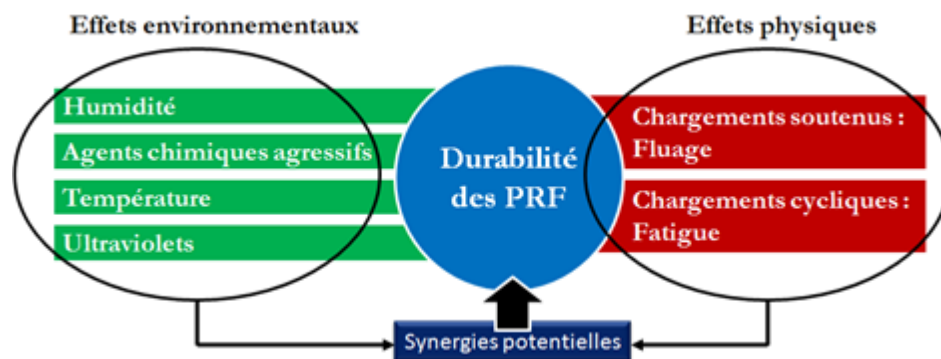 Effets environnementaux
Effets physiques
Humidité
Agents chimiques agressifs
Température
Ultraviolets
Durabilité
des PRF
Chargements soutenus :
Fluage
Chargements cycliques :
Fatigue
Synergies potentielles